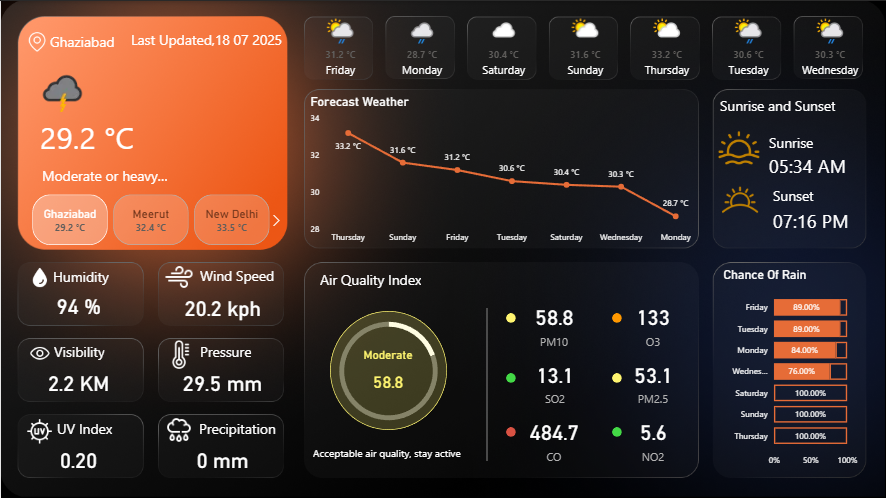 Ghaziabad
Last Updated,18 07 2025
29.2 °C
Moderate or heavy...
Ghaziabad
29.2 °C
Meerut
32.4 °C
New Delhi
33.5 °C
31.2 °C
Friday
28.7 °C
Monday
30.4 °C
Saturday
31.6 °C
Sunday
33.2 °C
Thursday
30.6 °C
Tuesday
30.3 °C
Wednesday
Forecast Weather
34
32
30
28
33.2 °C
31.6 °C
31.2 °C
30.6 °C
30.4 °C
30.3 °C
28.7 °C
Thursday
Sunday
Friday
Tuesday
Saturday
Wednesday
Monday
Sunrise and Sunset
Sunrise
05:34 AM
Sunset
07:16 PM
Humidity
94 %
Wind Speed
20.2 kph
Visibility
2.2 KM
Pressure
29.5 mm
UV
UV Index
0.20
Precipitation
0 mm
Air Quality Index
Moderate
58.8
Acceptable air quality, stay active
58.8
PM10
133
O3
13.1
SO2
53.1
PM2.5
484.7
CO
5.6
NO2
Chance Of Rain
Friday
89.00%
Tuesday
89.00%
Monday
84.00%
Wednes...
76.00%
Saturday
100.00%
Sunday
100.00%
Thursday
100.00%
0%
50%
100%